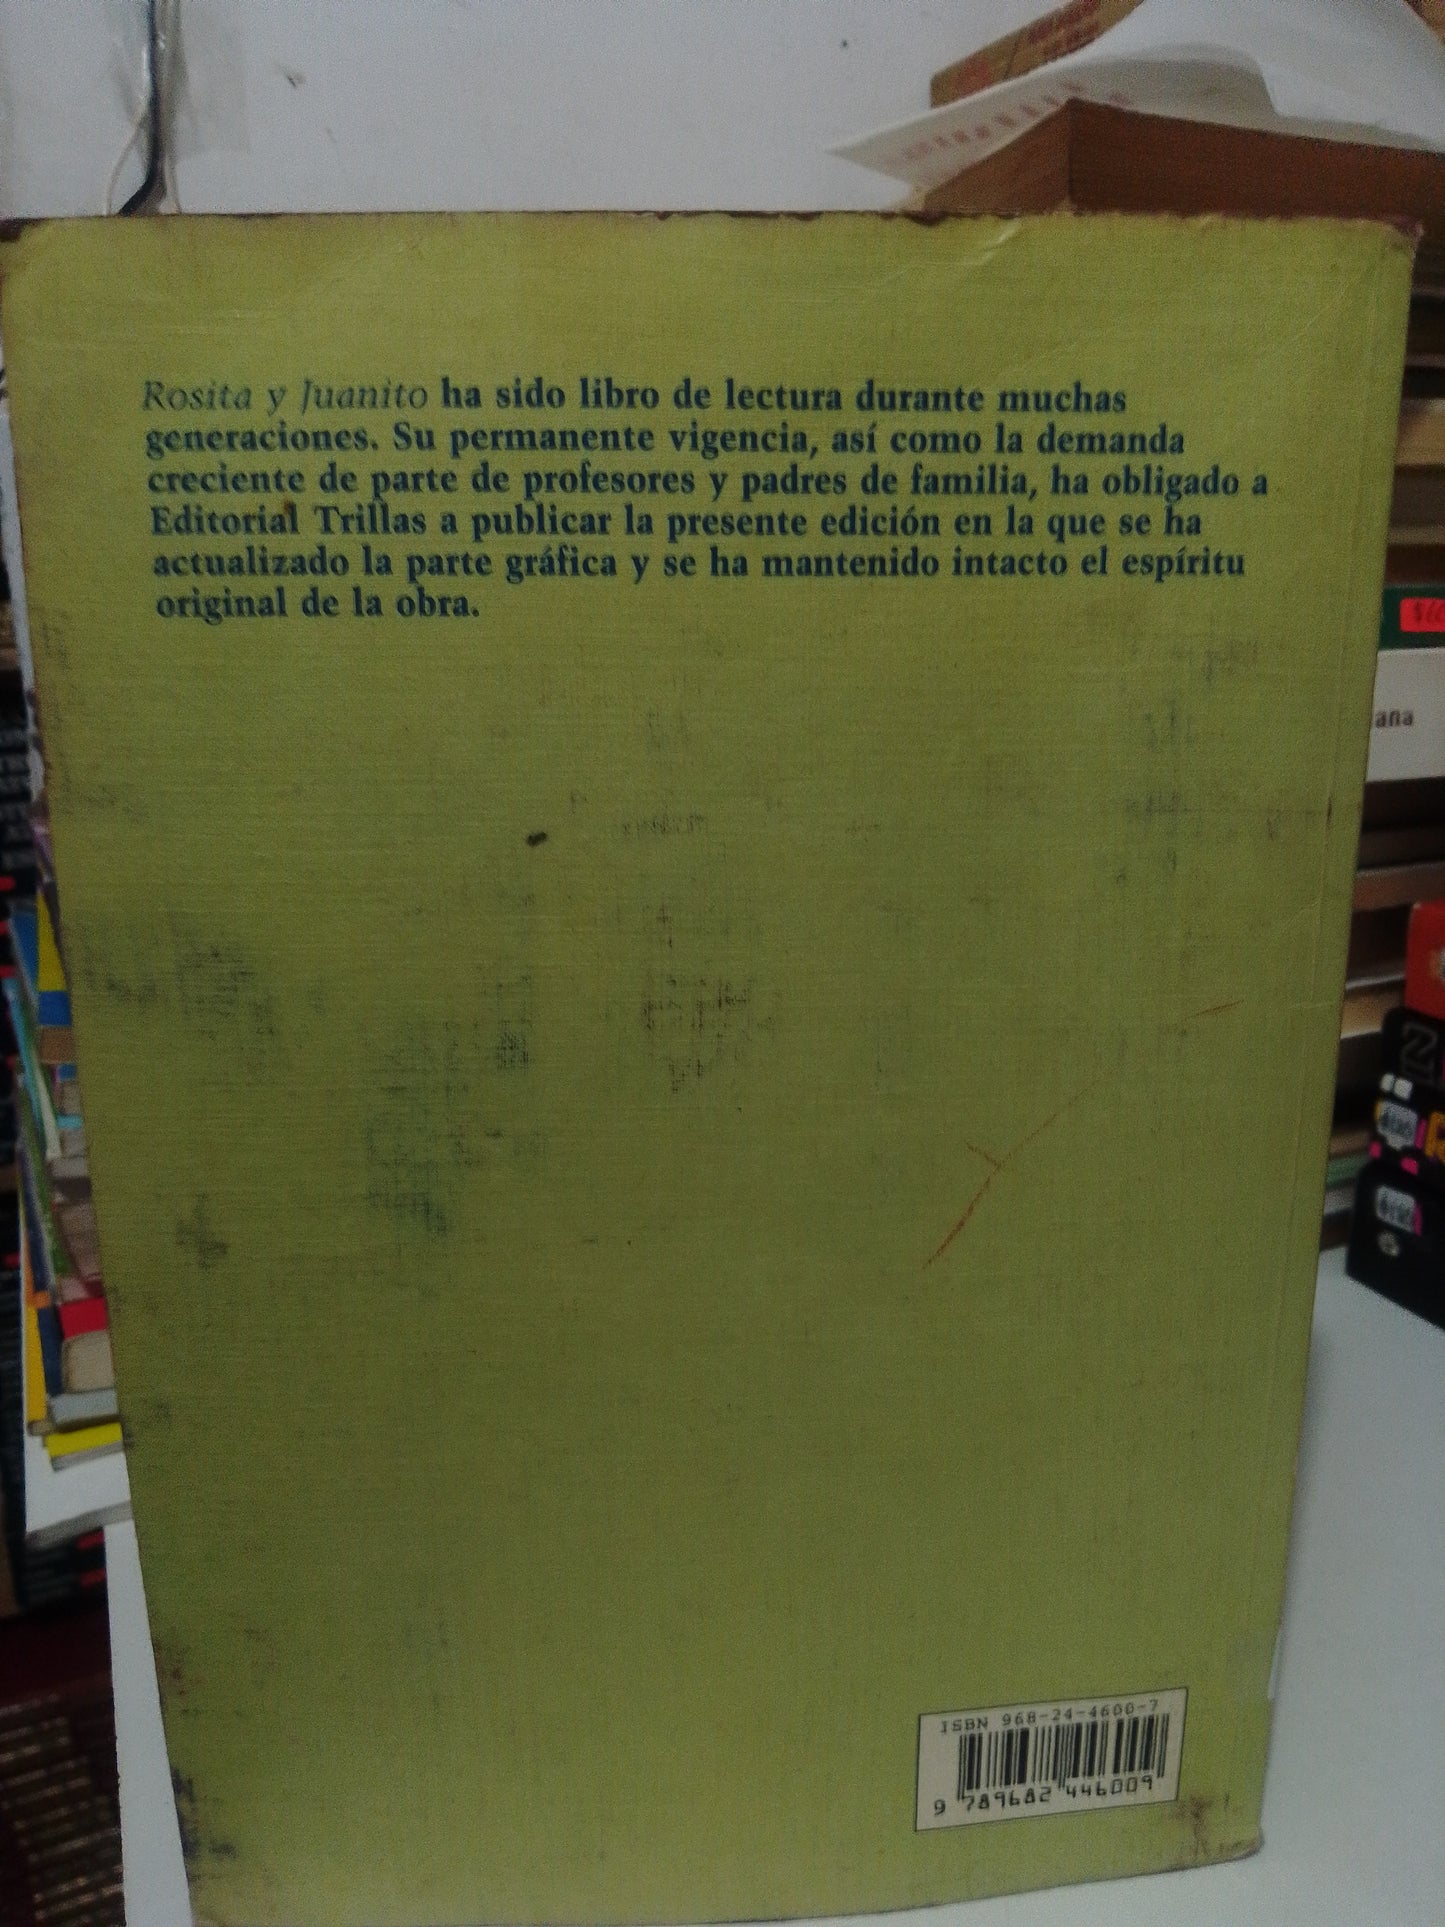 Rosita y Juanito ha sido libro de lectura durante muchas
generaciones. Su permanente vigencia, así como la demanda
creciente de parte de profesores y padres de familia, ha obligado a
Editorial Trillas a publicar la presente edición en la que se ha
actualizado la parte gráfica y se ha mantenido intacto el espíritu
original de la obra.
ana
ISBN 968-24-4600-7
9 789682 446009